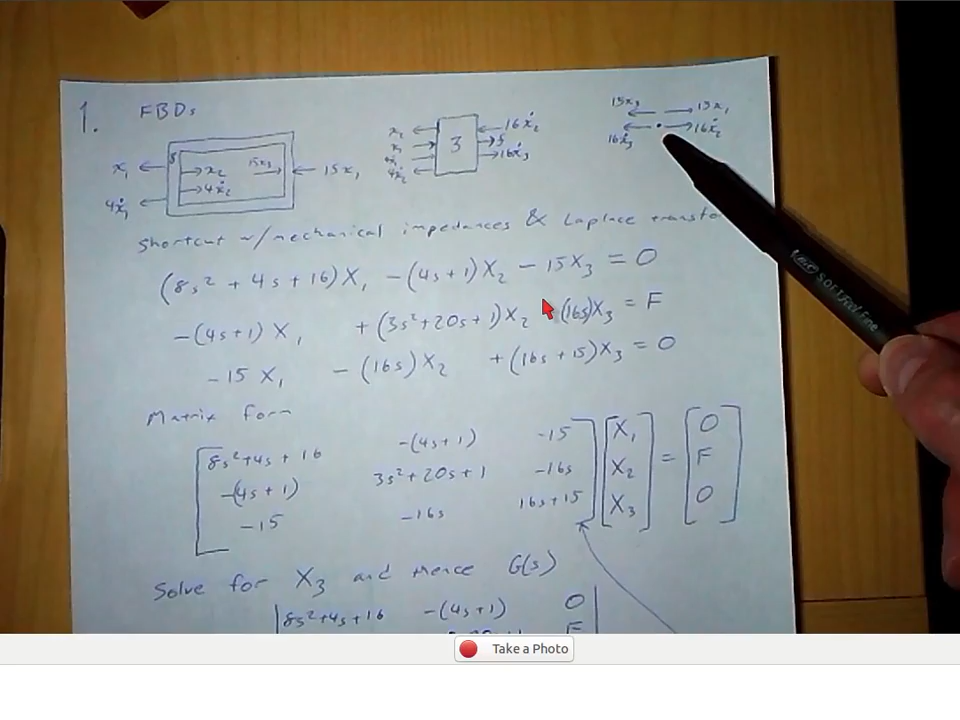 1. FBDs
x₁ 8 x₂ 4ẋ₂ 15x₃ 15x₁ 4ẋ₁
x₂ x₁ 4ẋ₂ 3 16ẋ₂ f 16ẋ₃
15x₃ 15x₁ 16ẋ₃ 16ẋ₂
Shortcut w/mechanical impedances & Laplace transfo
(8s² + 4s + 16)X₁ -(4s+1)X₂ - 15X₃ = 0
-(4s+1) X₁ +(3s²+20s+1)X₂ -(16s)X₃ = F
-15 X₁ - (16s)X₂ +(16s+15)X₃ = 0
Matrix form
8s²+4s+16 -(4s+1) -15 X₁ 0
-(4s+1) 3s²+20s+1 -16s X₂ = F
-15 -16s 16s+15 X₃ 0
Solve for X₃ and hence G(s)
8s²+4s+16 -(4s+1) 0
F
Take a Photo